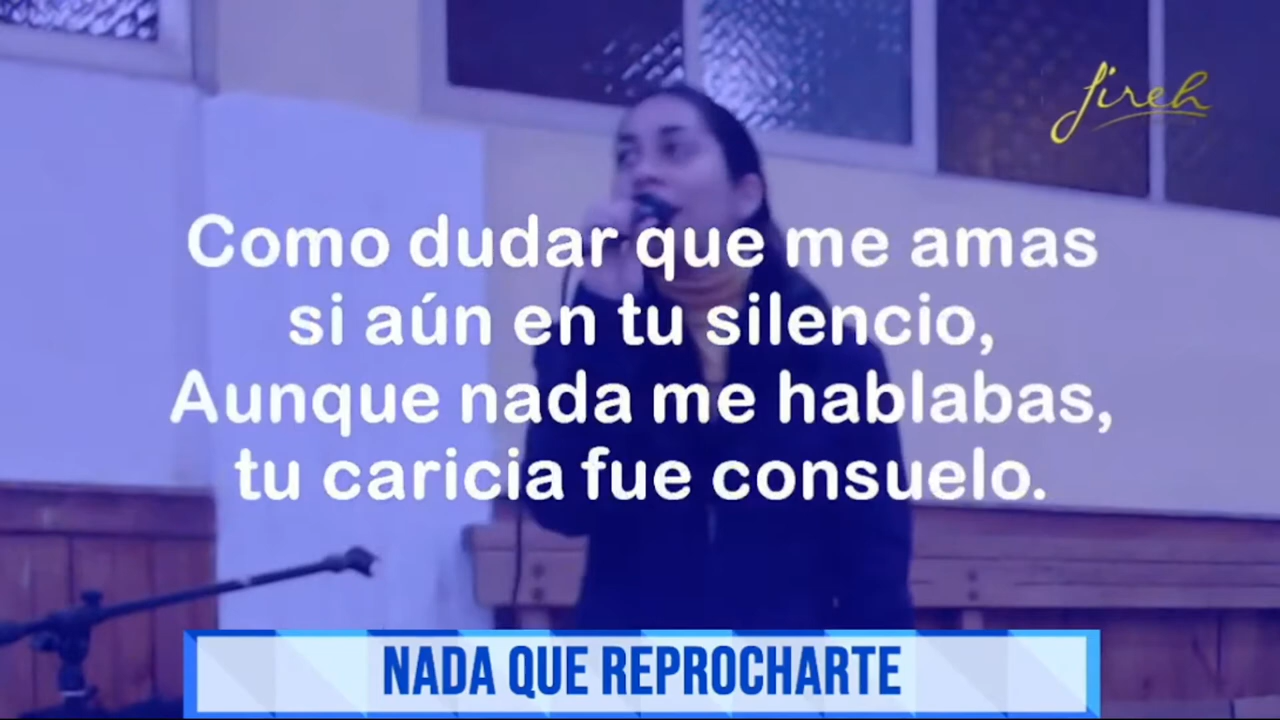 Jireh
Como dudar que me amas
si aún en tu silencio,
Aunque nada me hablabas,
tu caricia fue consuelo.
NADA QUE REPROCHARTE